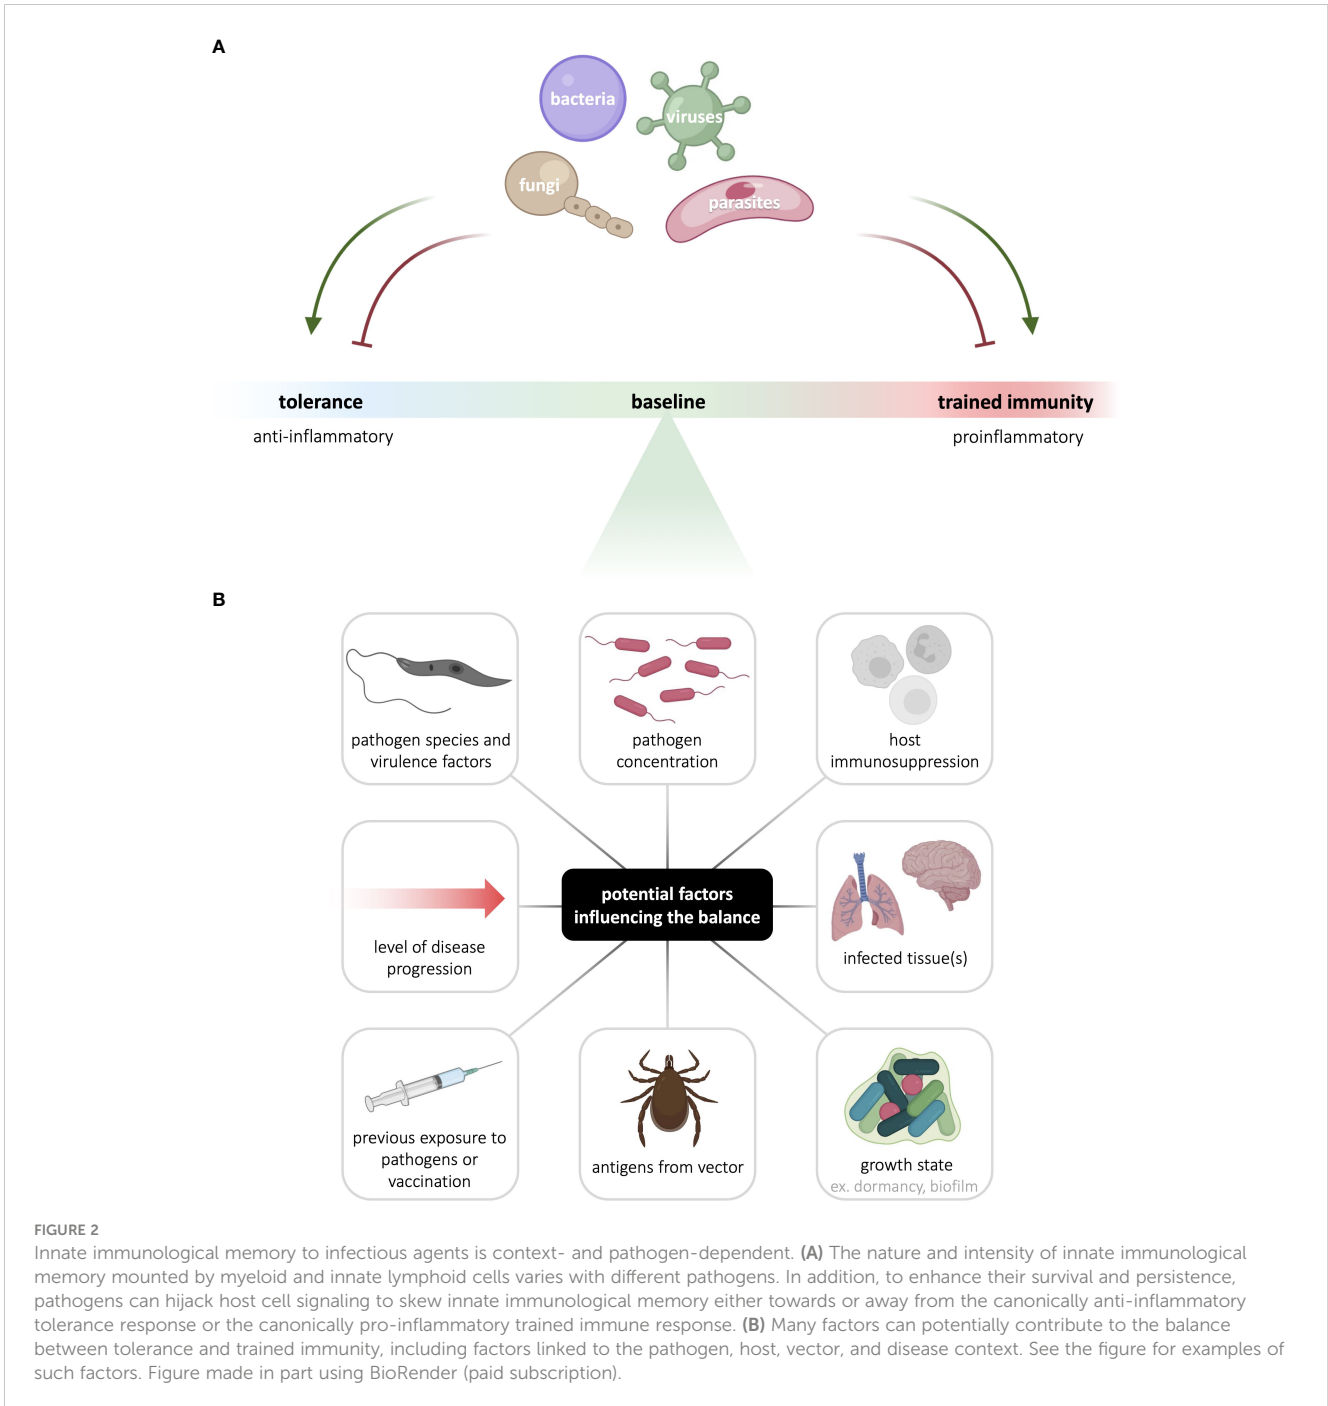 A
bacteria
viruses
fungi
parasites
tolerance
baseline
trained immunity
anti-inflammatory
proinflammatory
B
pathogen species and
virulence factors
pathogen
concentration
host
immunosuppression
level of disease
progression
potential factors
influencing the balance
infected tissue(s)
previous exposure to
pathogens or
vaccination
antigens from vector
growth state
ex. dormancy, biofilm
FIGURE 2
Innate immunological memory to infectious agents is context- and pathogen-dependent. (A) The nature and intensity of innate immunological
memory mounted by myeloid and innate lymphoid cells varies with different pathogens. In addition, to enhance their survival and persistence,
pathogens can hijack host cell signaling to skew innate immunological memory either towards or away from the canonically anti-inflammatory
tolerance response or the canonically pro-inflammatory trained immune response. (B) Many factors can potentially contribute to the balance
between tolerance and trained immunity, including factors linked to the pathogen, host, vector, and disease context. See the figure for examples of
such factors. Figure made in part using BioRender (paid subscription).